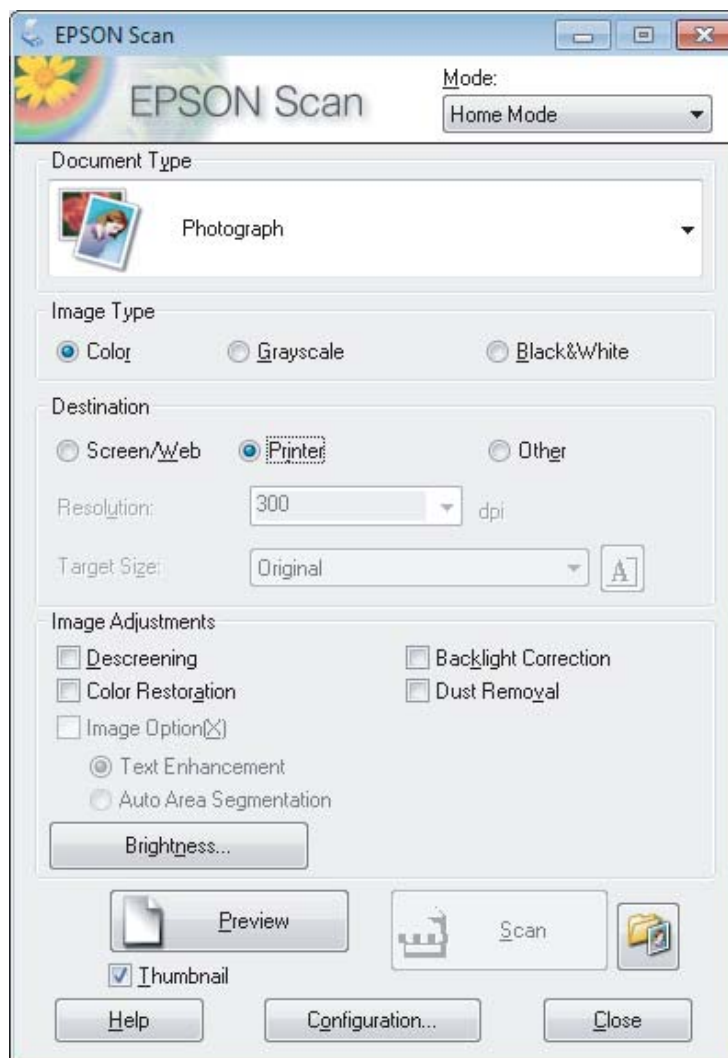 EPSON Scan
EPSON Scan
Mode:
Home Mode
Document Type
Photograph
Image Type
Color Grayscale Black&White
Destination
Screen/Web Printer Other
Resolution: 300 dpi
Target Size: Original A
Image Adjustments
Descreening Backlight Correction
Color Restoration Dust Removal
Image Option(X)
Text Enhancement
Auto Area Segmentation
Brightness...
Preview Scan
Thumbnail
Help Configuration... Close